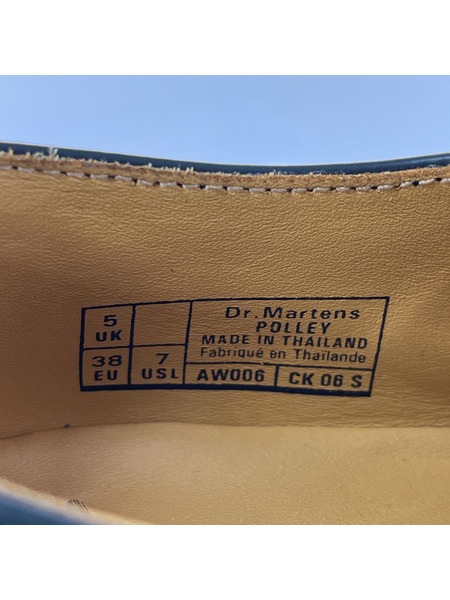 5
UK
38
EU
7
USL
Dr.Martens
POLLEY
MADE IN THAILAND
Fabriqué en Thaïlande
AW006
CK 06 S